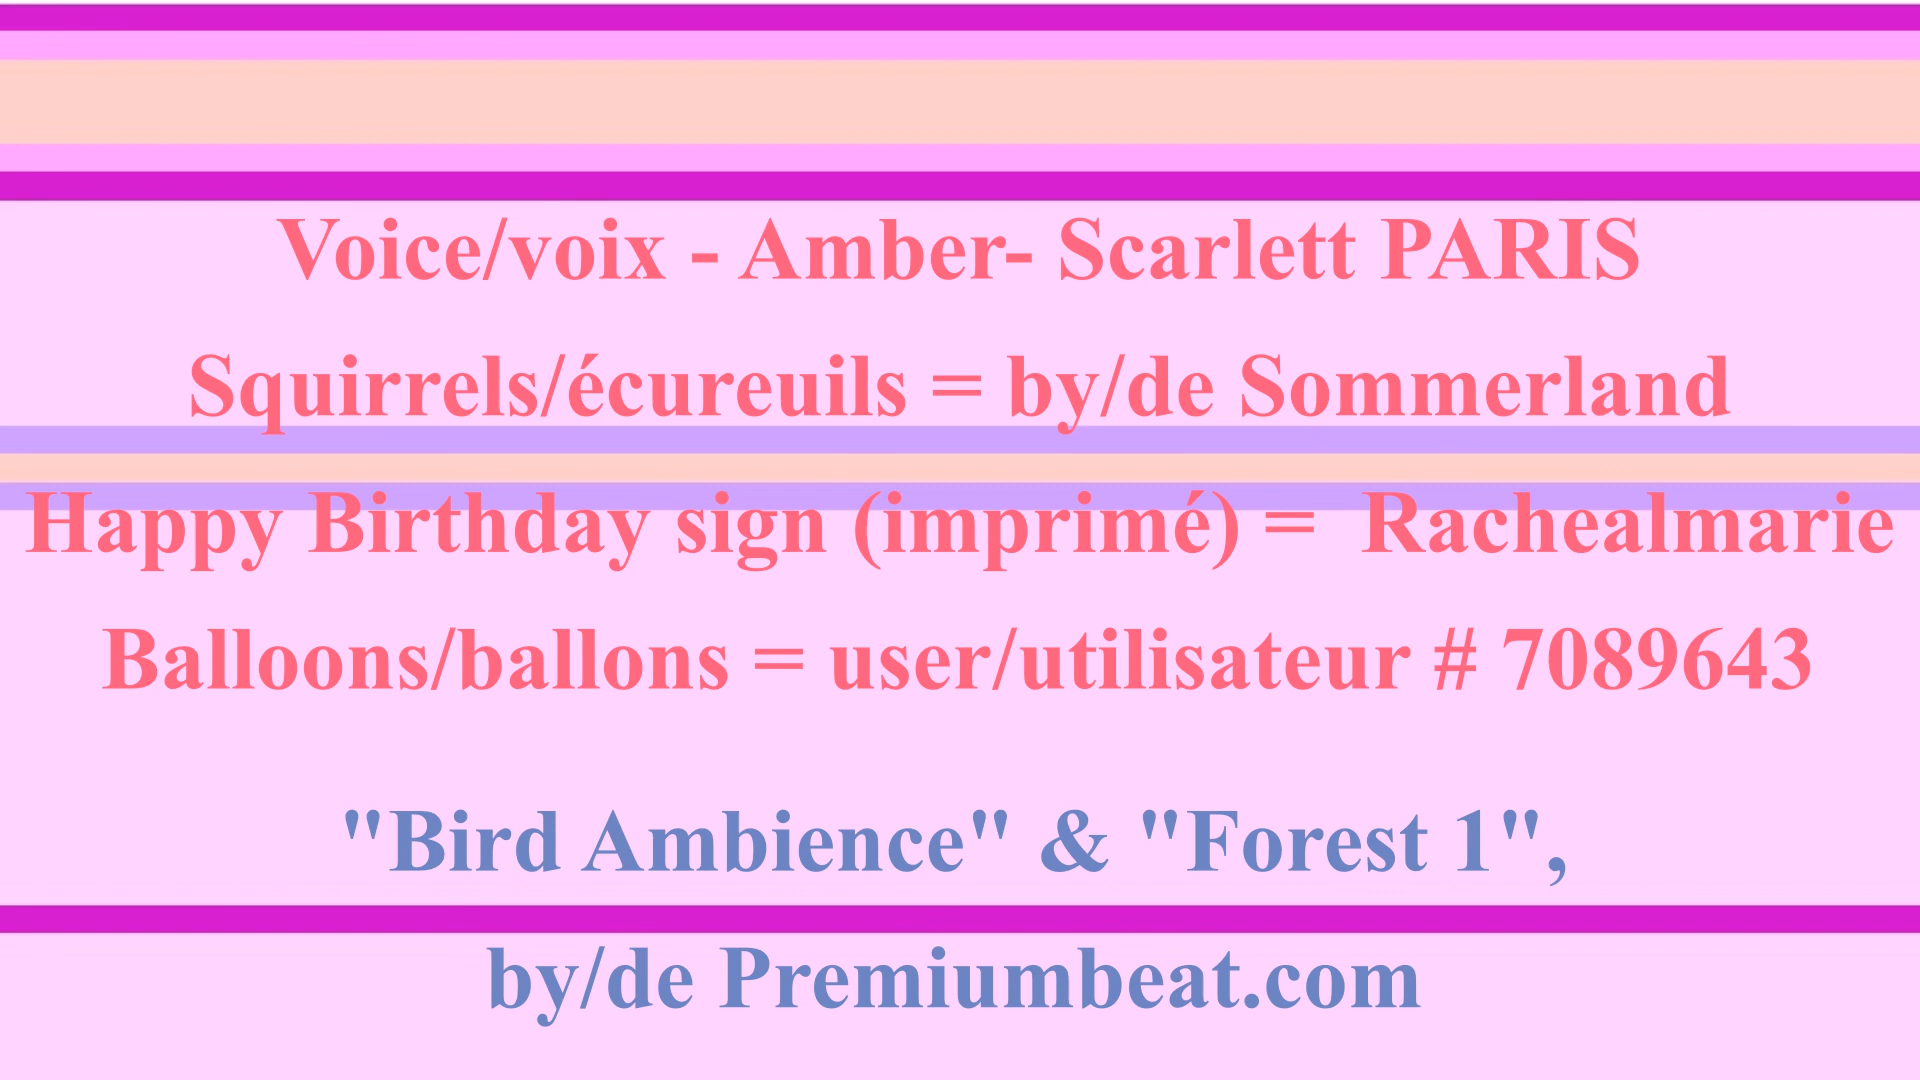 Voice/voix - Amber- Scarlett PARIS
Squirrels/écureuils = by/de Sommerland
Happy Birthday sign (imprimé) =  Rachealmarie
Balloons/ballons = user/utilisateur # 7089643
"Bird Ambience" & "Forest 1",
by/de Premiumbeat.com